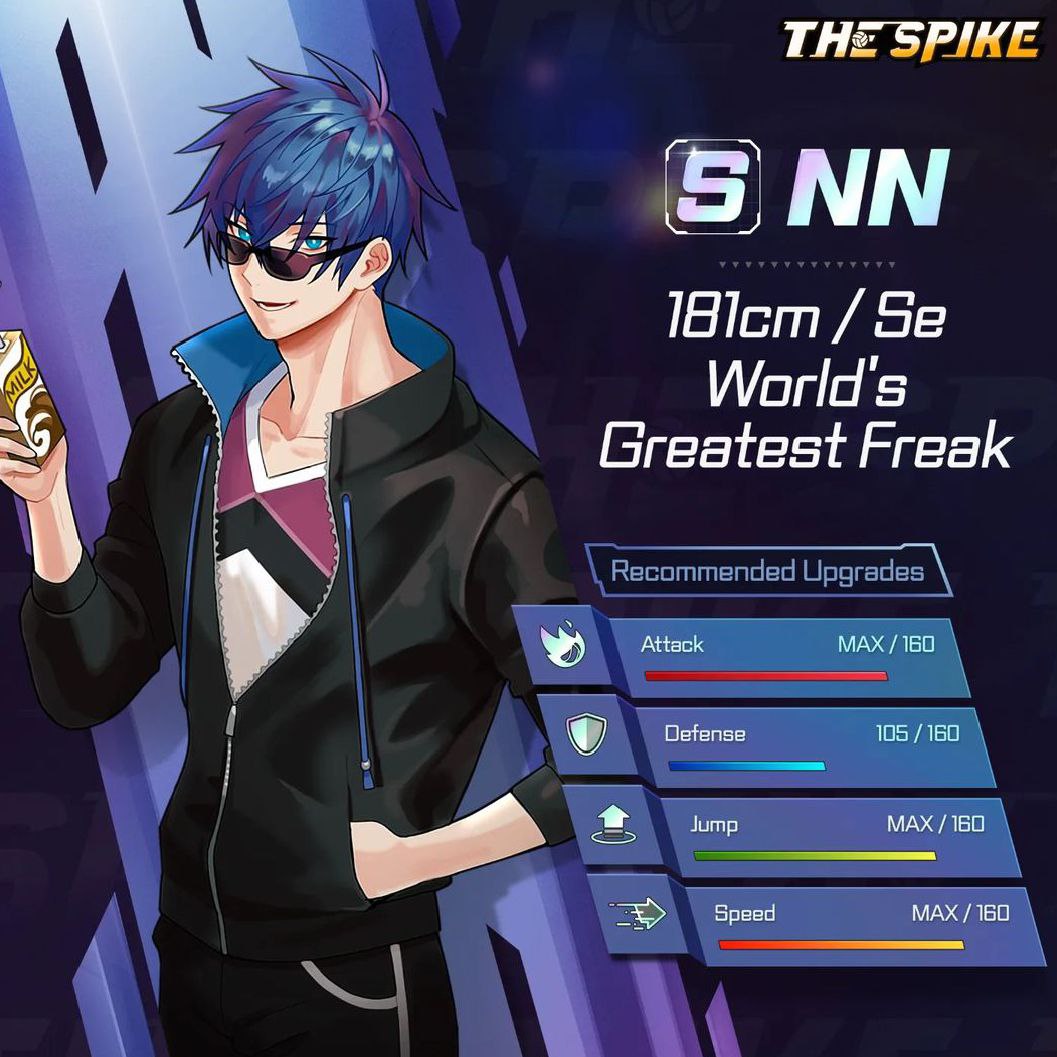 THE SPIKE
S NN
181cm / Se
World's
Greatest Freak
MILK
Recommended Upgrades
Attack MAX / 160
Defense 105 / 160
Jump MAX / 160
Speed MAX / 160